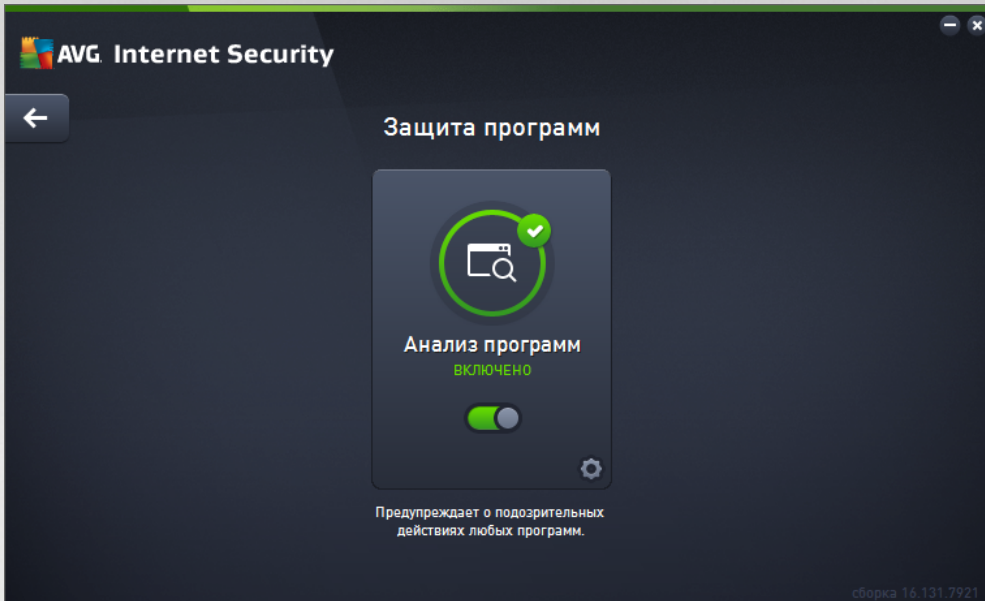 AVG. Internet Security
Защита программ
Анализ программ
ВКЛЮЧЕНО
Предупреждает о подозрительных
действиях любых программ.
сборка 16.131.7921